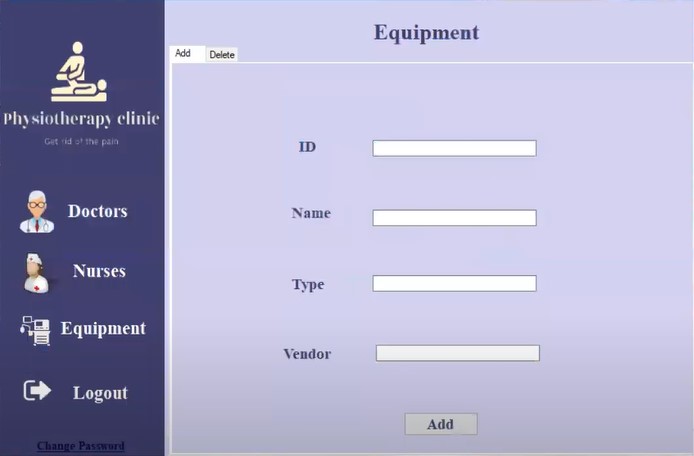 Equipment
Add
Delete
Physiotherapy clinic
Get rid of the pain
ID
Name
Doctors
Nurses
Type
Equipment
Vendor
Logout
Add
Change Password